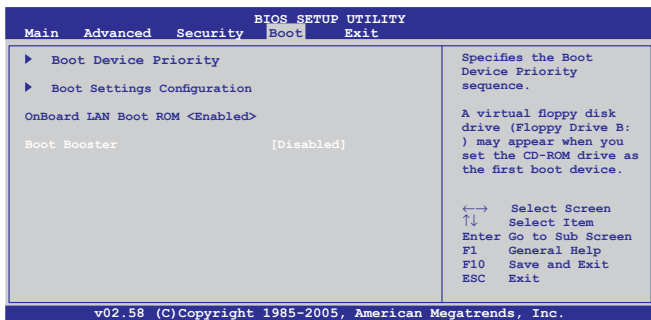 BIOS SETUP UTILITY
Main Advanced Security Boot Exit
Boot Device Priority
Boot Settings Configuration
OnBoard LAN Boot ROM <Enabled>
Boot Booster [Disabled]
Specifies the Boot
Device Priority
sequence.
A virtual floppy disk
drive (Floppy Drive B:
) may appear when you
set the CD-ROM drive as
the first boot device.
←→ Select Screen
↑↓ Select Item
Enter Go to Sub Screen
F1 General Help
F10 Save and Exit
ESC Exit
v02.58 (C)Copyright 1985-2005, American Megatrends, Inc.